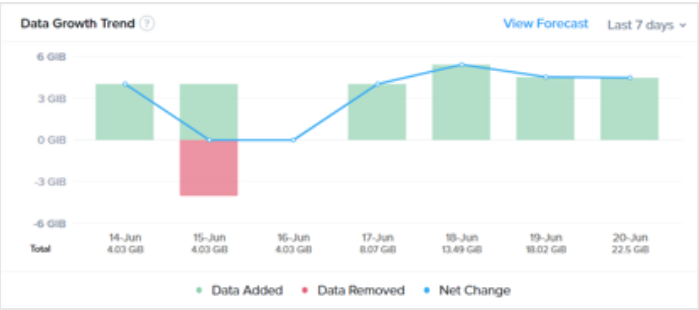 Data Growth Trend ? View Forecast Last 7 days
6 GiB
3 GiB
0 GiB
-3 GiB
-6 GiB
14-Jun 15-Jun 16-Jun 17-Jun 18-Jun 19-Jun 20-Jun
Total 4.03 GiB 4.03 GiB 4.03 GiB 8.07 GiB 13.49 GiB 18.02 GiB 22.5 GiB
Data Added Data Removed Net Change